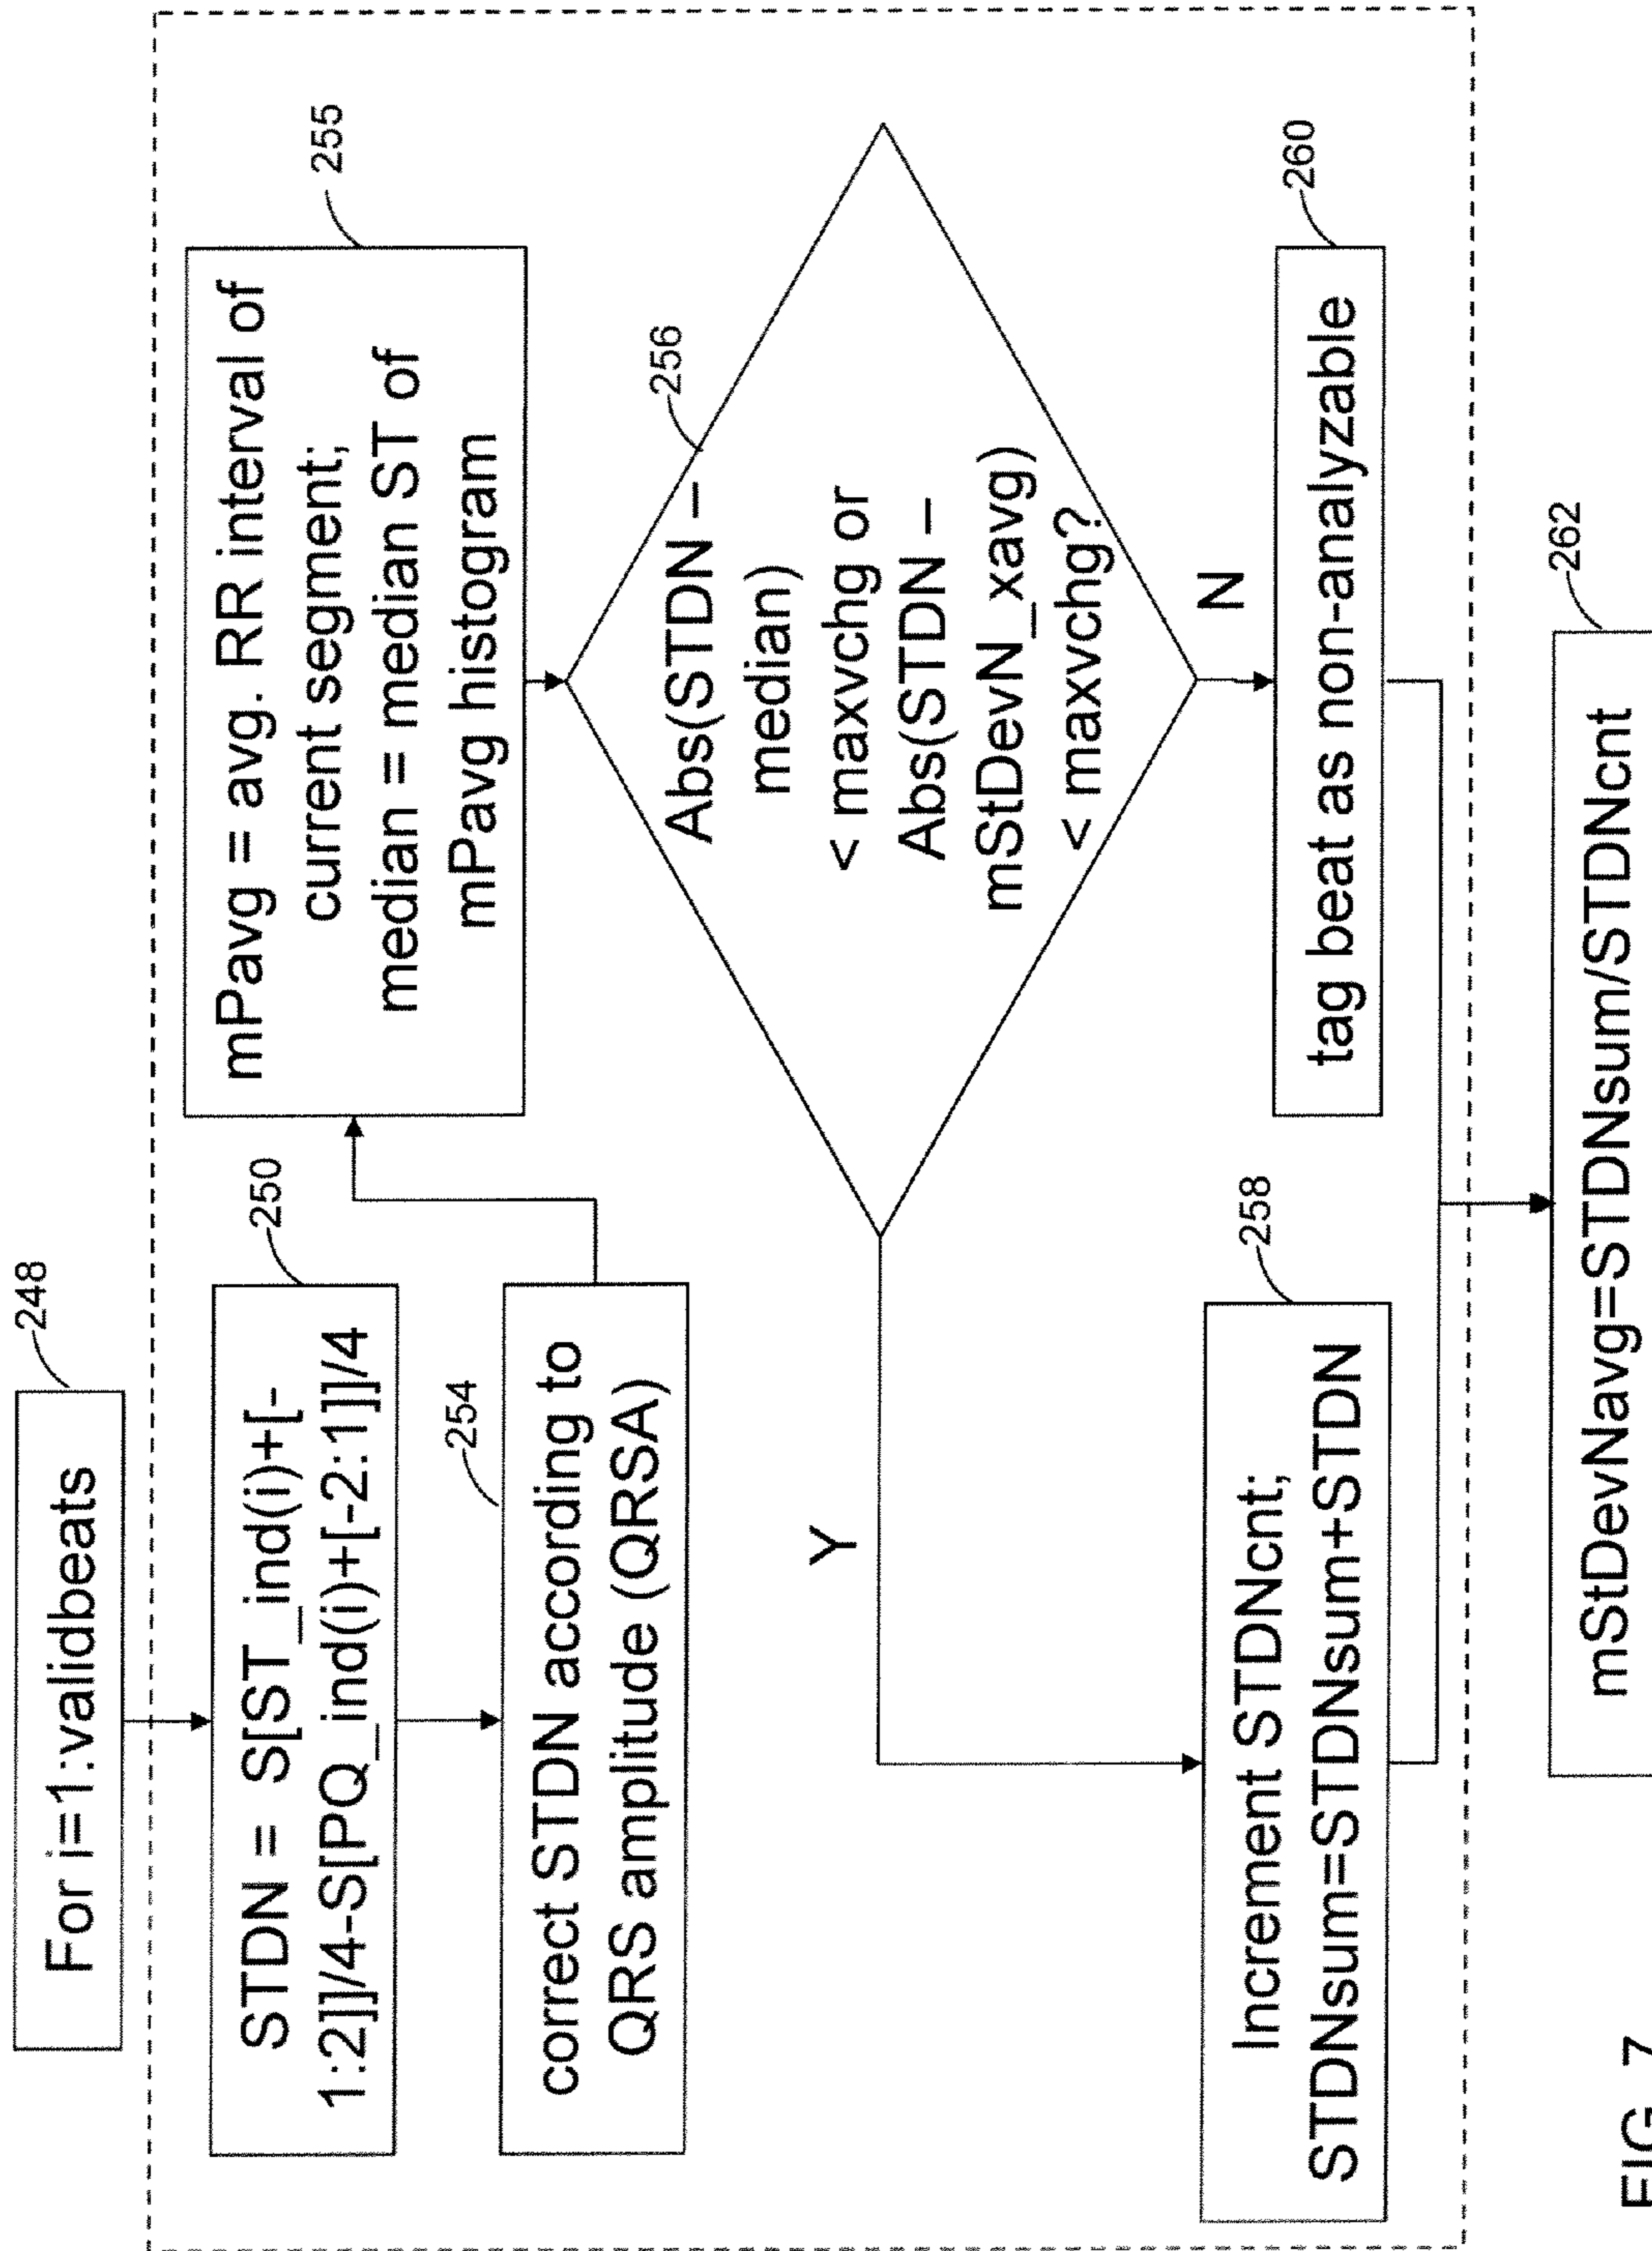 For i=1:validbeats
248
STDN = S[ST_ind(i)+[-
1:2]]/4-S[PQ_ind(i)+[-2:1]]/4
250
correct STDN according to
QRS amplitude (QRSA)
254
mPavg = avg. RR interval of
current segment;
median = median ST of
mPavg histogram
255
Abs(STDN –
median)
< maxvchg or
Abs(STDN –
mStDevN_xavg)
< maxvchg?
256
Y
N
Increment STDNcnt;
STDNsum=STDNsum+STDN
258
tag beat as non-analyzable
260
mStDevNavg=STDNsum/STDNcnt
262
FIG. 7